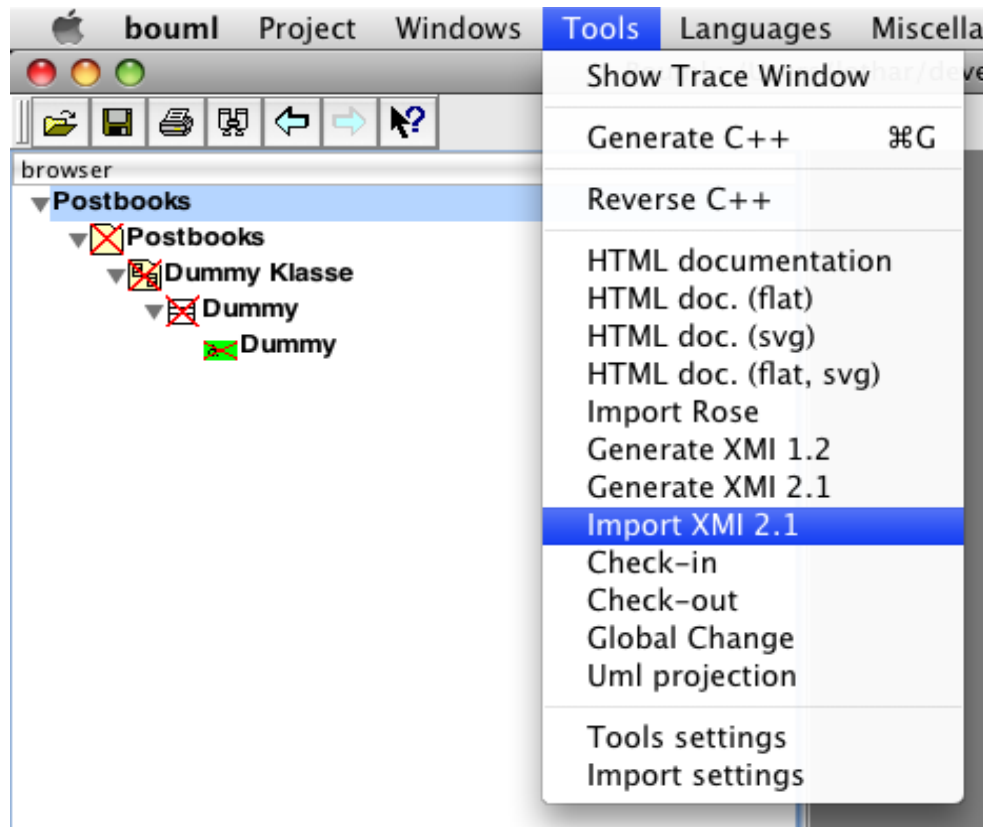 bouml Project Windows Tools Languages Miscella
browser
Postbooks
Postbooks
Dummy Klasse
Dummy
Dummy
Show Trace Window
Generate C++ ⌘G
Reverse C++
HTML documentation
HTML doc. (flat)
HTML doc. (svg)
HTML doc. (flat, svg)
Import Rose
Generate XMI 1.2
Generate XMI 2.1
Import XMI 2.1
Check-in
Check-out
Global Change
Uml projection
Tools settings
Import settings